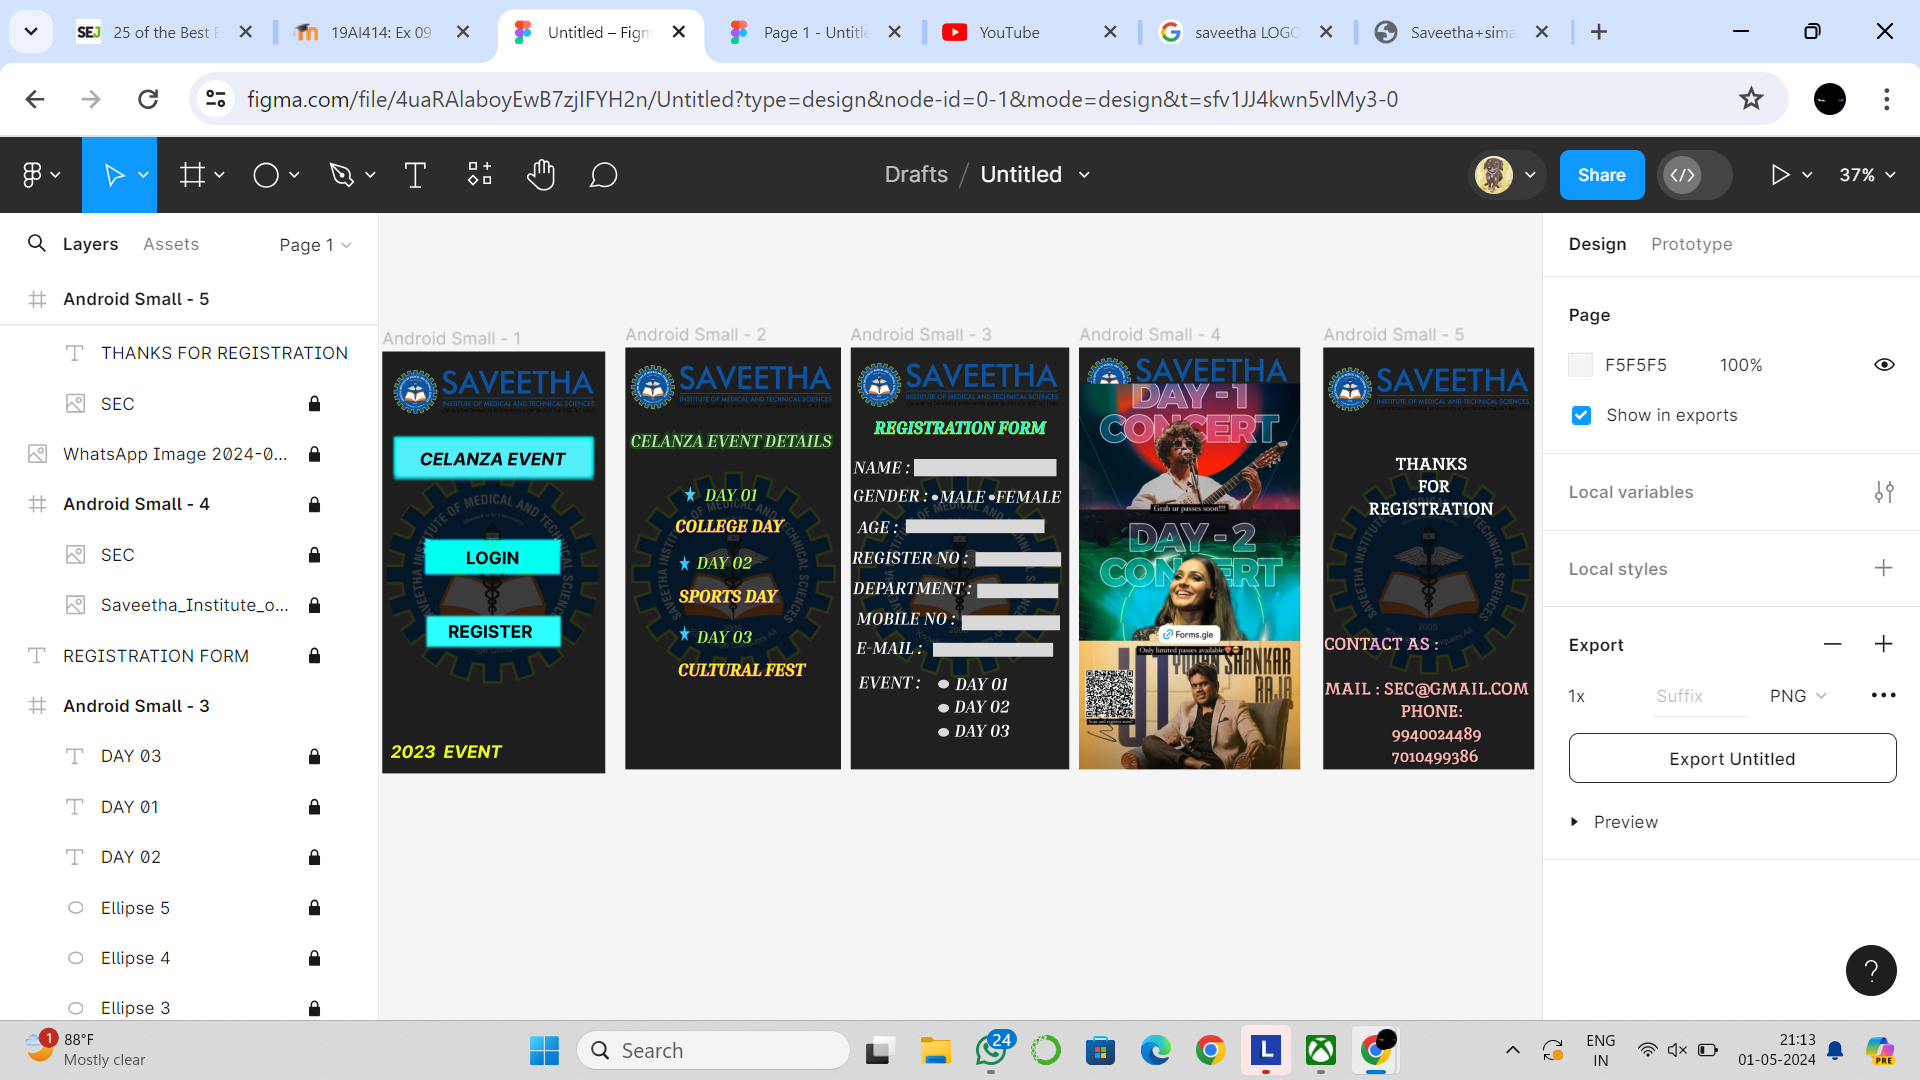 SEJ 25 of the Best E
19AI414: Ex 09
Untitled – Figm
Page 1 - Untitle
YouTube
saveetha LOGO
Saveetha+sima
figma.com/file/4uaRAlaboyEwB7zjIFYH2n/Untitled?type=design&node-id=0-1&mode=design&t=sfv1JJ4kwn5vlMy3-0
Drafts / Untitled
Share
37%
Layers Assets Page 1
Android Small - 5
THANKS FOR REGISTRATION
SEC
WhatsApp Image 2024-0...
Android Small - 4
SEC
Saveetha_Institute_o...
REGISTRATION FORM
Android Small - 3
DAY 03
DAY 01
DAY 02
Ellipse 5
Ellipse 4
Ellipse 3
Android Small - 1
SAVEETHA
INSTITUTE OF MEDICAL AND TECHNICAL SCIENCES
CELANZA EVENT
LOGIN
REGISTER
2023 EVENT
Android Small - 2
SAVEETHA
INSTITUTE OF MEDICAL AND TECHNICAL SCIENCES
CELANZA EVENT DETAILS
DAY 01
COLLEGE DAY
DAY 02
SPORTS DAY
DAY 03
CULTURAL FEST
Android Small - 3
SAVEETHA
INSTITUTE OF MEDICAL AND TECHNICAL SCIENCES
REGISTRATION FORM
NAME :
GENDER : •MALE •FEMALE
AGE :
REGISTER NO :
DEPARTMENT :
MOBILE NO :
E-MAIL :
EVENT : DAY 01
DAY 02
DAY 03
Android Small - 4
SAVEETHA
DAY - 1
CONCERT
Grab ur passes soon!!!!
DAY - 2
CONCERT
Forms.gle
Only limited passes available
YUVAN SHANKAR
RAJA
Android Small - 5
SAVEETHA
INSTITUTE OF MEDICAL AND TECHNICAL SCIENCES
THANKS
FOR
REGISTRATION
CONTACT AS :
MAIL : SEC@GMAIL.COM
PHONE:
9940024489
7010499386
Design Prototype
Page
F5F5F5 100%
Show in exports
Local variables
Local styles
Export
1x Suffix PNG
Export Untitled
Preview
?
1
88°F
Mostly clear
Search
24
L
ENG
IN
21:13
01-05-2024
PRE